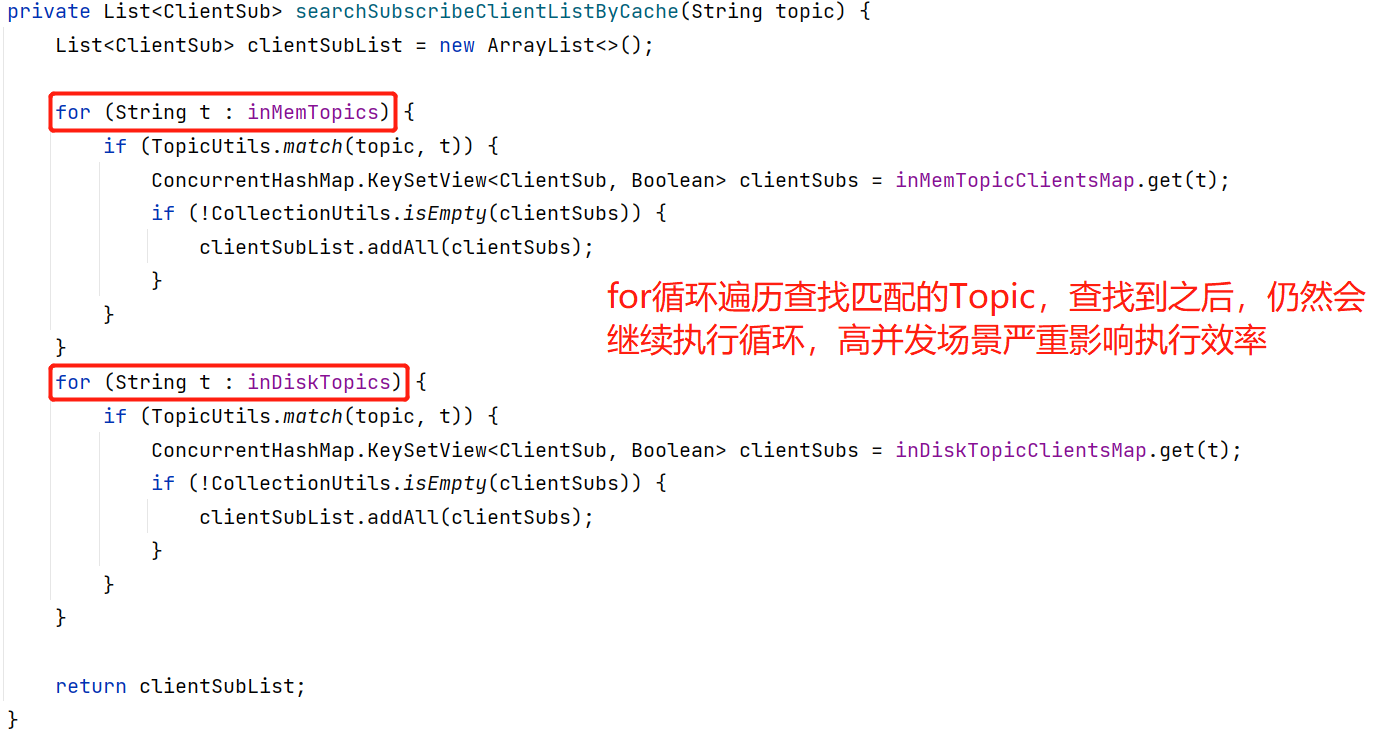 private List<ClientSub> searchSubscribeClientListByCache(String topic) {
    List<ClientSub> clientSubList = new ArrayList<>();
    for (String t : inMemTopics) {
        if (TopicUtils.match(topic, t)) {
            ConcurrentHashMap.KeySetView<ClientSub, Boolean> clientSubs = inMemTopicClientsMap.get(t);
            if (!CollectionUtils.isEmpty(clientSubs)) {
                clientSubList.addAll(clientSubs);
            }
        }
    }
for循环遍历查找匹配的Topic，查找到之后，仍然会
继续执行循环，高并发场景严重影响执行效率
    for (String t : inDiskTopics) {
        if (TopicUtils.match(topic, t)) {
            ConcurrentHashMap.KeySetView<ClientSub, Boolean> clientSubs = inDiskTopicClientsMap.get(t);
            if (!CollectionUtils.isEmpty(clientSubs)) {
                clientSubList.addAll(clientSubs);
            }
        }
    }
    return clientSubList;
}